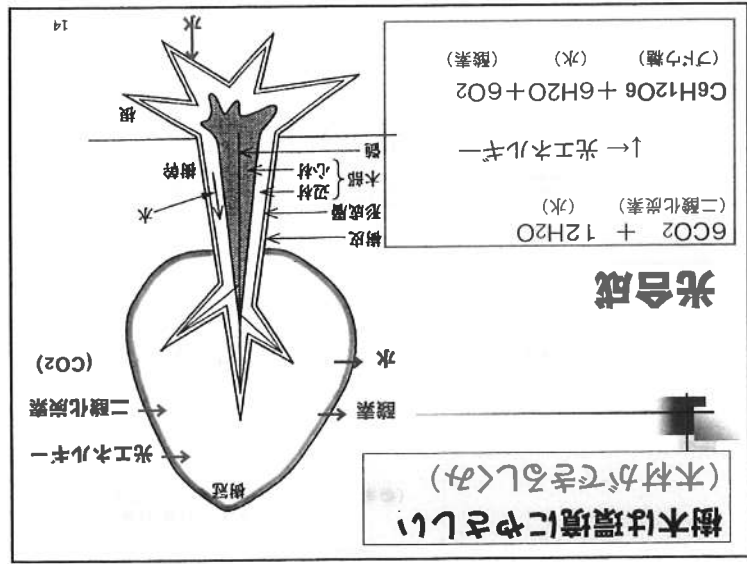 樹木は環境にやさしい
(木材ができるしくみ)
光合成
6CO2 + 12H2O
(二酸化炭素) (水)
↓← 光エネルギー
C6H12O6+6H2O+6O2
(ブドウ糖) (水) (酸素)
樹冠
光エネルギー
二酸化炭素
(CO2)
酸素
水
樹皮
形成層
木部
辺材
心材
髄
水
樹幹
根
水
14